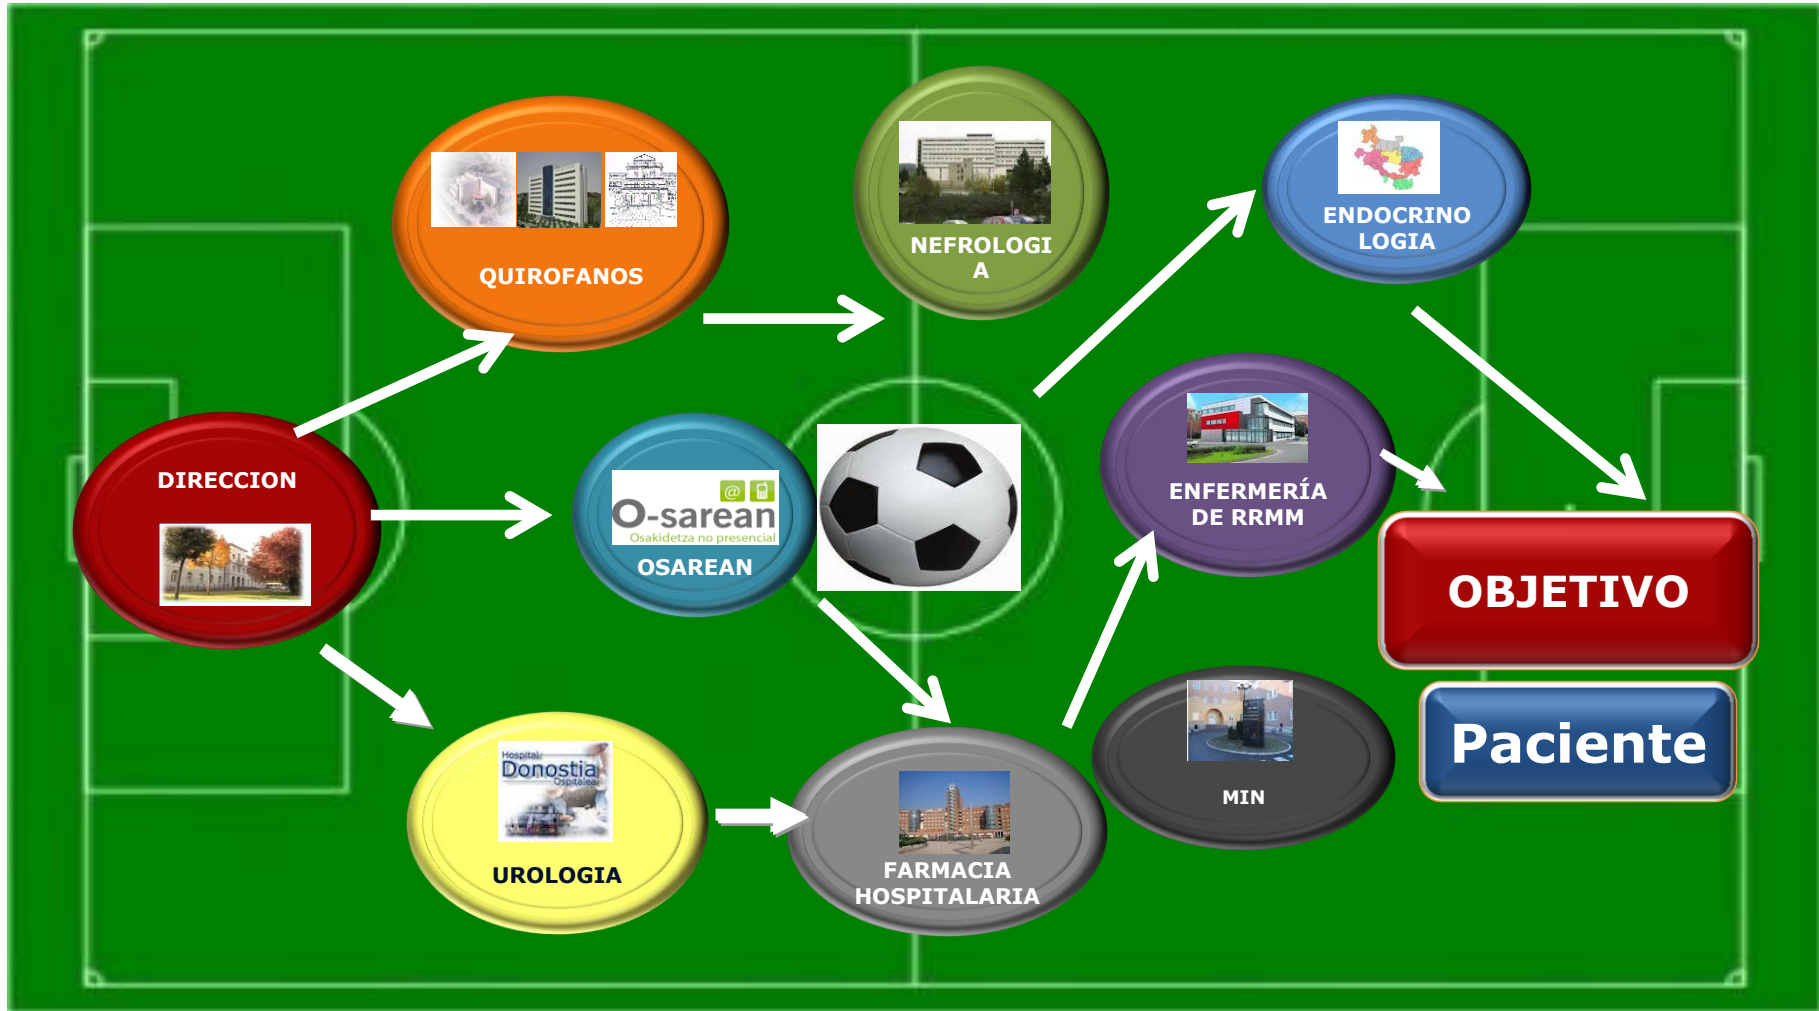 QUIROFANOS
NEFROLOGI
A
ENDOCRINO
LOGIA
DIRECCION
@
O-sarean
Osakidetza no presencial
OSAREAN
ENFERMERÍA
DE RRMM
OBJETIVO
Paciente
Hospital
Donostia
Ospitalea
UROLOGIA
FARMACIA
HOSPITALARIA
MIN